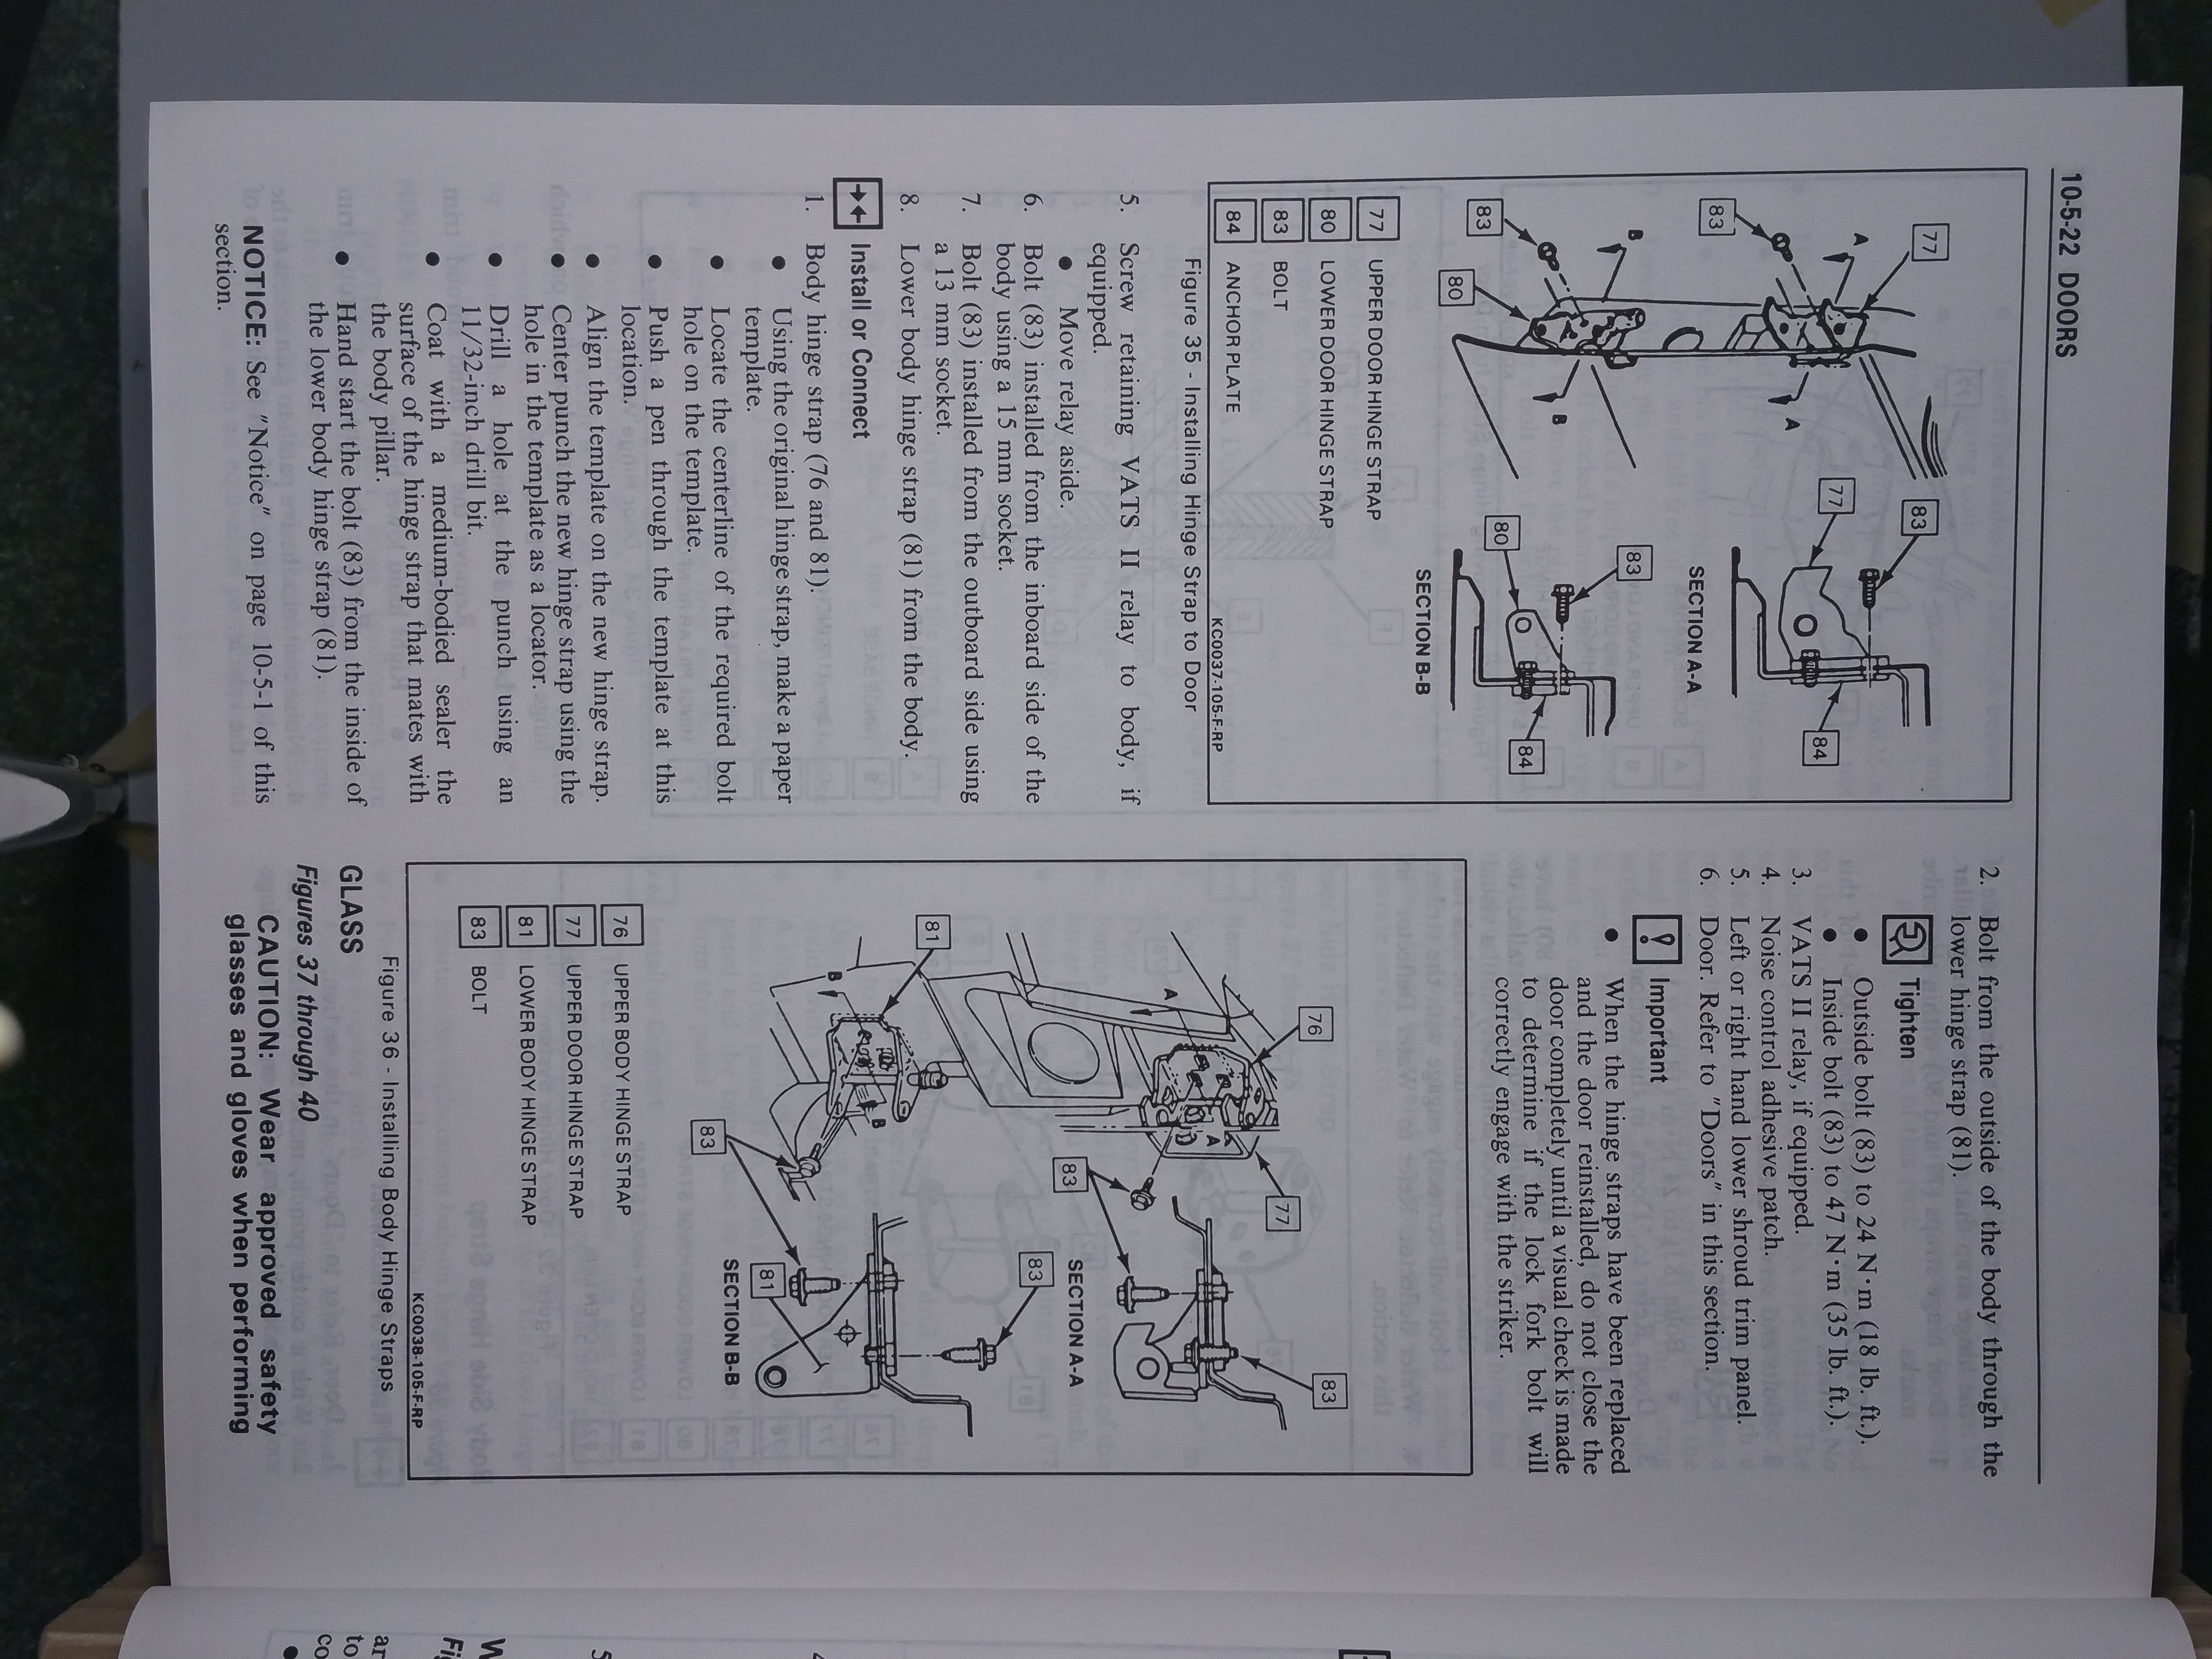 10-5-22 DOORS
77
A
83
A
B
83
80
B
83
77
84
SECTION A-A
83
80
84
SECTION B-B
77 UPPER DOOR HINGE STRAP
80 LOWER DOOR HINGE STRAP
83 BOLT
84 ANCHOR PLATE
KC0037-105-F-RP
Figure 35 - Installing Hinge Strap to Door
5. Screw retaining VATS II relay to body, if
equipped.
● Move relay aside.
6. Bolt (83) installed from the inboard side of the
body using a 15 mm socket.
7. Bolt (83) installed from the outboard side using
a 13 mm socket.
8. Lower body hinge strap (81) from the body.
Install or Connect
1. Body hinge strap (76 and 81).
● Using the original hinge strap, make a paper
template.
● Locate the centerline of the required bolt
hole on the template.
● Push a pen through the template at this
location.
● Align the template on the new hinge strap.
● Center punch the new hinge strap using the
hole in the template as a locator.
● Drill a hole at the punch using an
11/32-inch drill bit.
● Coat with a medium-bodied sealer the
surface of the hinge strap that mates with
the body pillar.
● Hand start the bolt (83) from the inside of
the lower body hinge strap (81).
NOTICE: See "Notice" on page 10-5-1 of this
section.
2. Bolt from the outside of the body through the
lower hinge strap (81).
Tighten
● Outside bolt (83) to 24 N·m (18 lb. ft.).
● Inside bolt (83) to 47 N·m (35 lb. ft.).
3. VATS II relay, if equipped.
4. Noise control adhesive patch.
5. Left or right hand lower shroud trim panel.
6. Door. Refer to "Doors" in this section.
Important
● When the hinge straps have been replaced
and the door reinstalled, do not close the
door completely until a visual check is made
to determine if the lock fork bolt will
correctly engage with the striker.
76
A
A
77
83
83
SECTION A-A
81
B
B
83
83
81
SECTION B-B
76 UPPER BODY HINGE STRAP
77 UPPER DOOR HINGE STRAP
81 LOWER BODY HINGE STRAP
83 BOLT
KC0038-105-F-RP
Figure 36 - Installing Body Hinge Straps
GLASS
Figures 37 through 40
CAUTION: Wear approved safety
glasses and gloves when performing